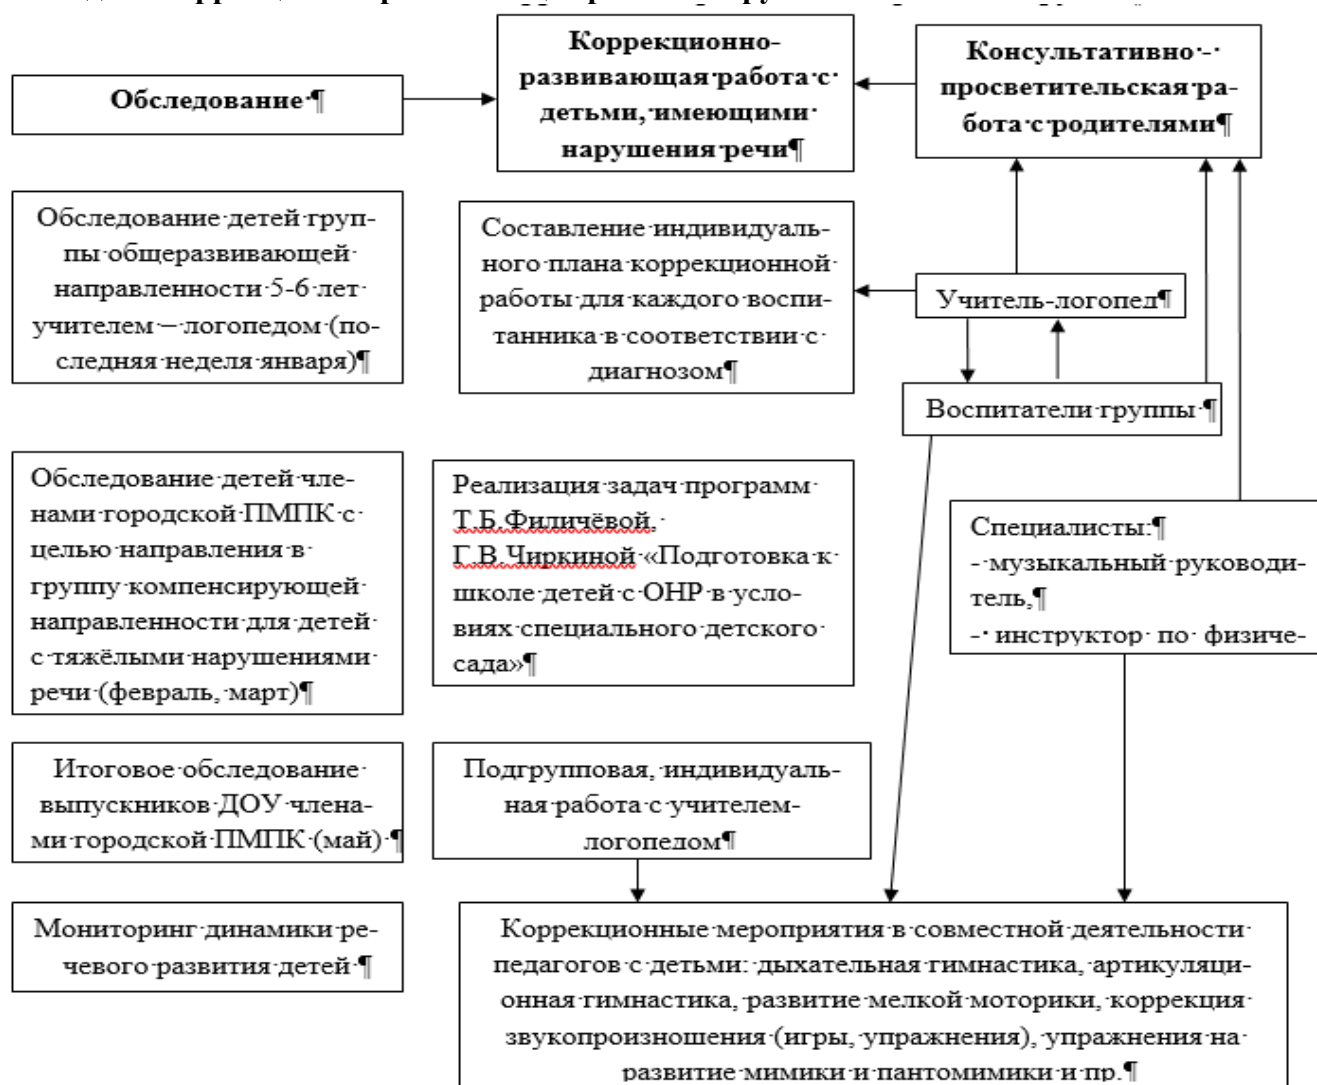 Обследование
Коррекционно-
развивающая работа с
детьми, имеющими
нарушения речи
Консультативно -
просветительская ра-
бота с родителями
Обследование детей груп-
пы общеразвивающей
направленности 5-6 лет
учителем – логопедом (по-
следняя неделя января)
Составление индивидуаль-
ного плана коррекционной
работы для каждого воспи-
танника в соответствии с
диагнозом
Учитель-логопед
Воспитатели группы
Обследование детей чле-
нами городской ПМПК с
целью направления в
группу компенсирующей
направленности для детей
с тяжёлыми нарушениями
речи (февраль, март)
Реализация задач программ
Т.Б.Филичёвой,
Г.В.Чиркиной «Подготовка к
школе детей с ОНР в усло-
виях специального детского
сада»
Специалисты:
- музыкальный руководи-
тель,
- инструктор по физиче-
Итоговое обследование
выпускников ДОУ члена-
ми городской ПМПК (май)
Подгрупповая, индивидуаль-
ная работа с учителем-
логопедом
Мониторинг динамики ре-
чевого развития детей
Коррекционные мероприятия в совместной деятельности
педагогов с детьми: дыхательная гимнастика, артикуляци-
онная гимнастика, развитие мелкой моторики, коррекция
звукопроизношения (игры, упражнения), упражнения на
развитие мимики и пантомимики и пр.